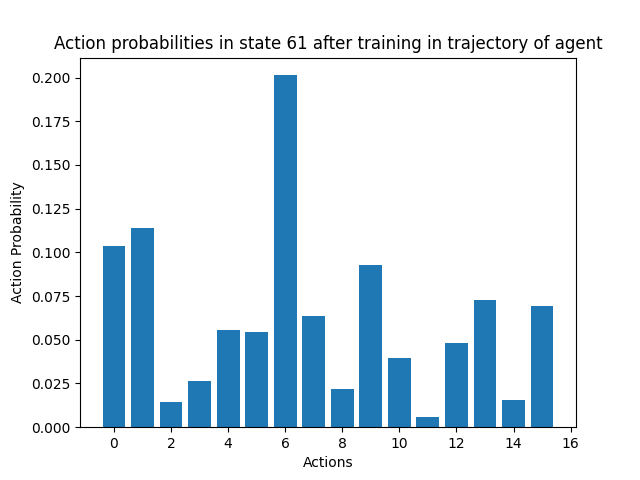 Action probabilities in state 61 after training in trajectory of agent
0.200
0.175
0.150
0.125
0.100
0.075
0.050
0.025
0.000
Action Probability
0 2 4 6 8 10 12 14 16
Actions